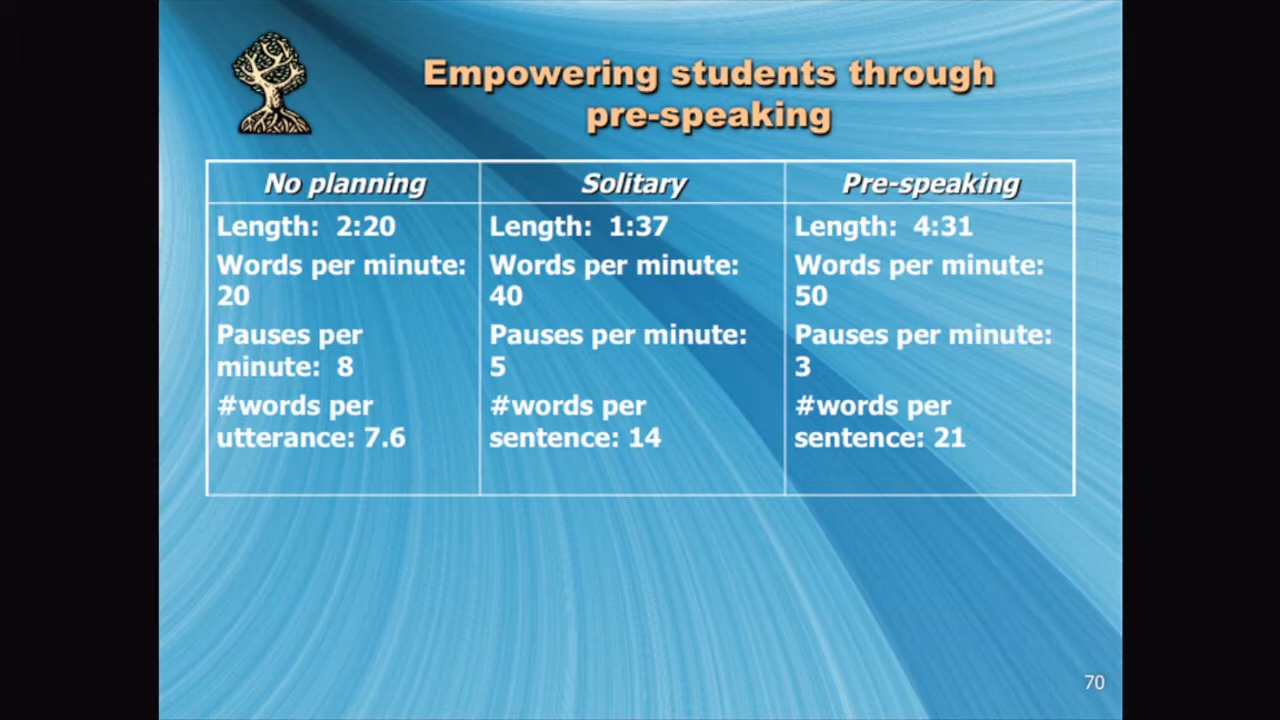 Empowering students through
pre-speaking
No planning
Length: 2:20
Words per minute:
20
Pauses per
minute: 8
#words per
utterance: 7.6
Solitary
Length: 1:37
Words per minute:
40
Pauses per minute:
5
#words per
sentence: 14
Pre-speaking
Length: 4:31
Words per minute:
50
Pauses per minute:
3
#words per
sentence: 21
70